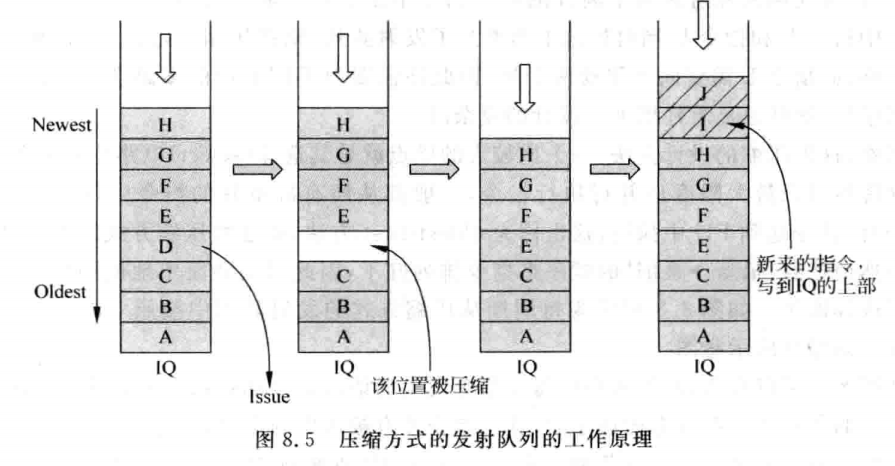 J
H H I
Newest
G G H H
F F G G
E E F F
D E E
C C C C
Oldest
B B B B
A A A A
IQ IQ IQ IQ
Issue
该位置被压缩
新来的指令,
写到IQ的上部
图 8.5 压缩方式的发射队列的工作原理